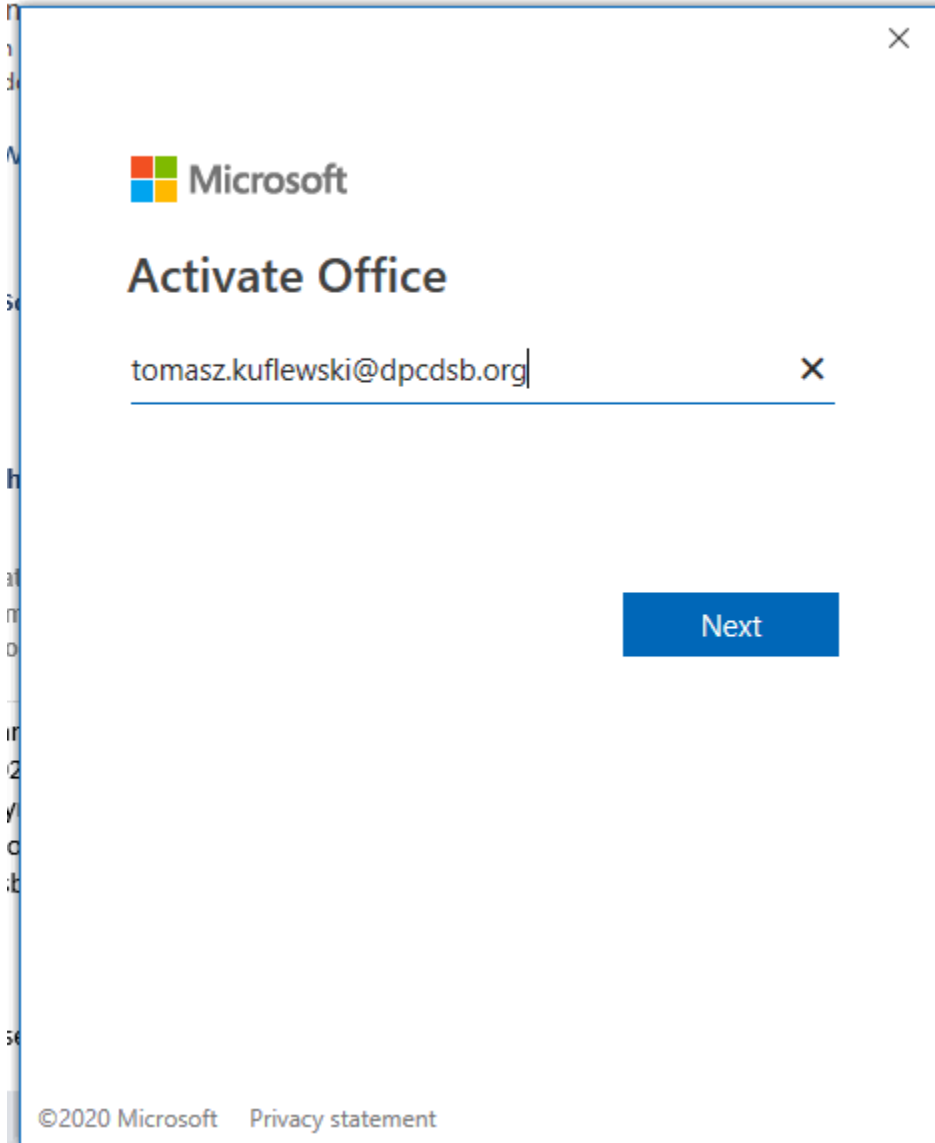 Microsoft
Activate Office
tomasz.kuflewski@dpcdsb.org
Next
©2020 Microsoft Privacy statement